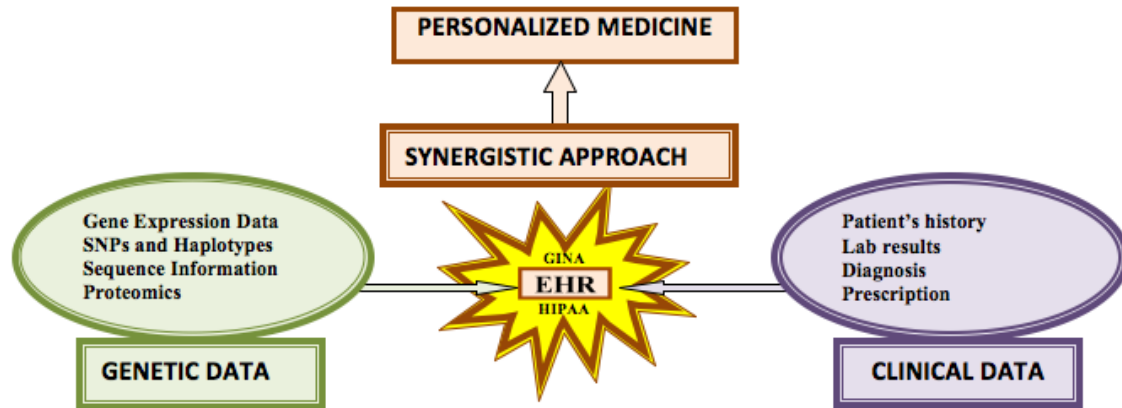 PERSONALIZED MEDICINE
SYNERGISTIC APPROACH
Gene Expression Data
SNPs and Haplotypes
Sequence Information
Proteomics
GENETIC DATA
GINA
EHR
HIPAA
Patient's history
Lab results
Diagnosis
Prescription
CLINICAL DATA